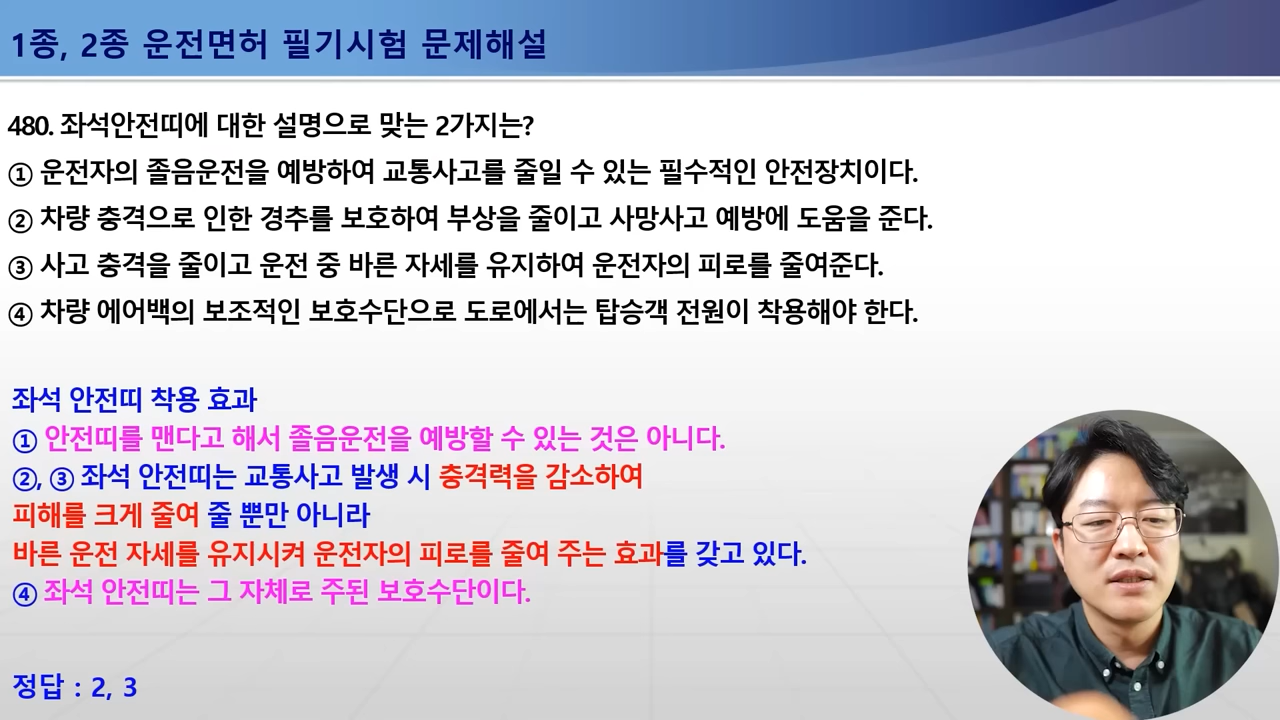 1종, 2종 운전면허 필기시험 문제해설
480. 좌석안전띠에 대한 설명으로 맞는 2가지는?
① 운전자의 졸음운전을 예방하여 교통사고를 줄일 수 있는 필수적인 안전장치이다.
② 차량 충격으로 인한 경추를 보호하여 부상을 줄이고 사망사고 예방에 도움을 준다.
③ 사고 충격을 줄이고 운전 중 바른 자세를 유지하여 운전자의 피로를 줄여준다.
④ 차량 에어백의 보조적인 보호수단으로 도로에서는 탑승객 전원이 착용해야 한다.
좌석 안전띠 착용 효과
① 안전띠를 맨다고 해서 졸음운전을 예방할 수 있는 것은 아니다.
②, ③ 좌석 안전띠는 교통사고 발생 시 충격력을 감소하여
피해를 크게 줄여 줄 뿐만 아니라
바른 운전 자세를 유지시켜 운전자의 피로를 줄여 주는 효과를 갖고 있다.
④ 좌석 안전띠는 그 자체로 주된 보호수단이다.
정답 : 2, 3